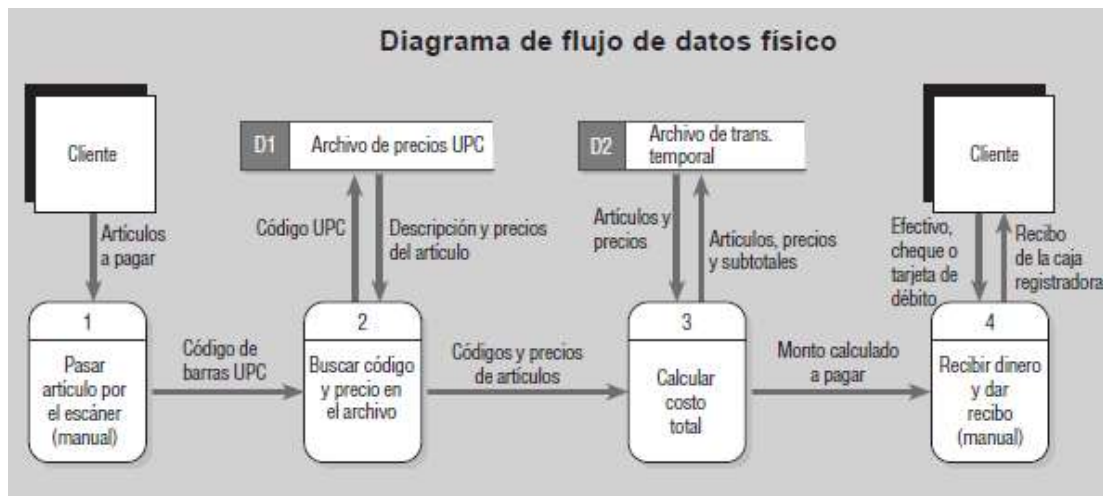 Diagrama de flujo de datos físico
Cliente
D1
Archivo de precios UPC
D2
Archivo de trans.
temporal
Cliente
Artículos
a pagar
Código UPC
Descripción y precios
del artículo
Artículos y
precios
Artículos, precios
y subtotales
Efectivo,
cheque o
tarjeta de
débito
Recibo
de la caja
registradora
1
Pasar
artículo por
el escáner
(manual)
Código de
barras UPC
2
Buscar código
y precio en
el archivo
Códigos y precios
de artículos
3
Calcular
costo
total
Monto calculado
a pagar
4
Recibir dinero
y dar
recibo
(manual)